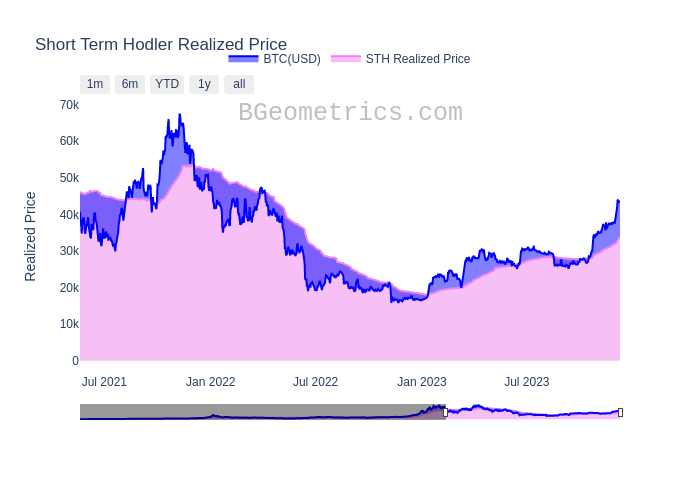 Short Term Hodler Realized Price
BTC(USD) STH Realized Price
1m 6m YTD 1y all
BGeometrics.com
70k
60k
50k
40k
30k
20k
10k
0
Realized Price
Jul 2021 Jan 2022 Jul 2022 Jan 2023 Jul 2023